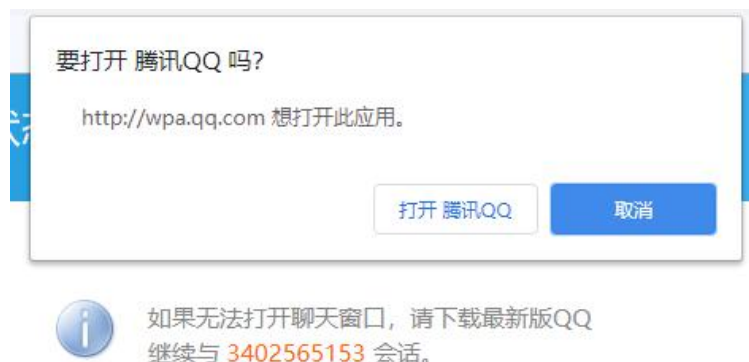 要打开 腾讯QQ 吗?
http://wpa.qq.com 想打开此应用。
打开 腾讯QQ 取消
如果无法打开聊天窗口，请下载最新版QQ
继续与 3402565153 会话。